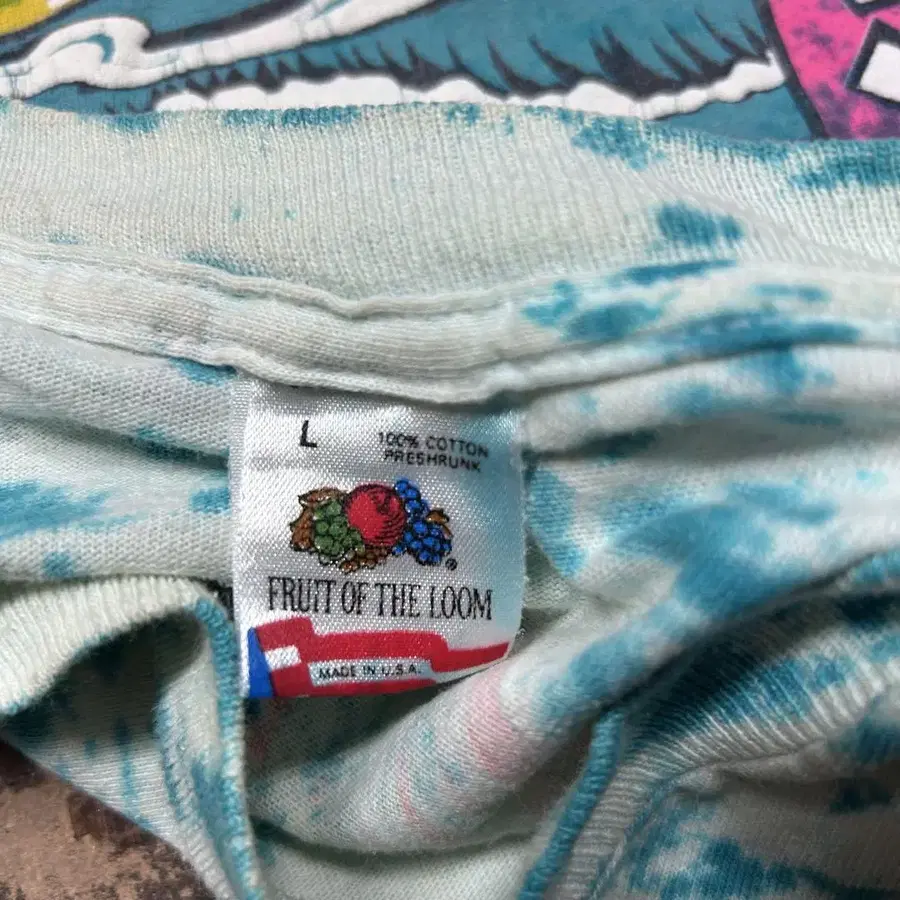 L
100% COTTON
PRESHRUNK
®
FRUIT OF THE LOOM
MADE IN U.S.A.